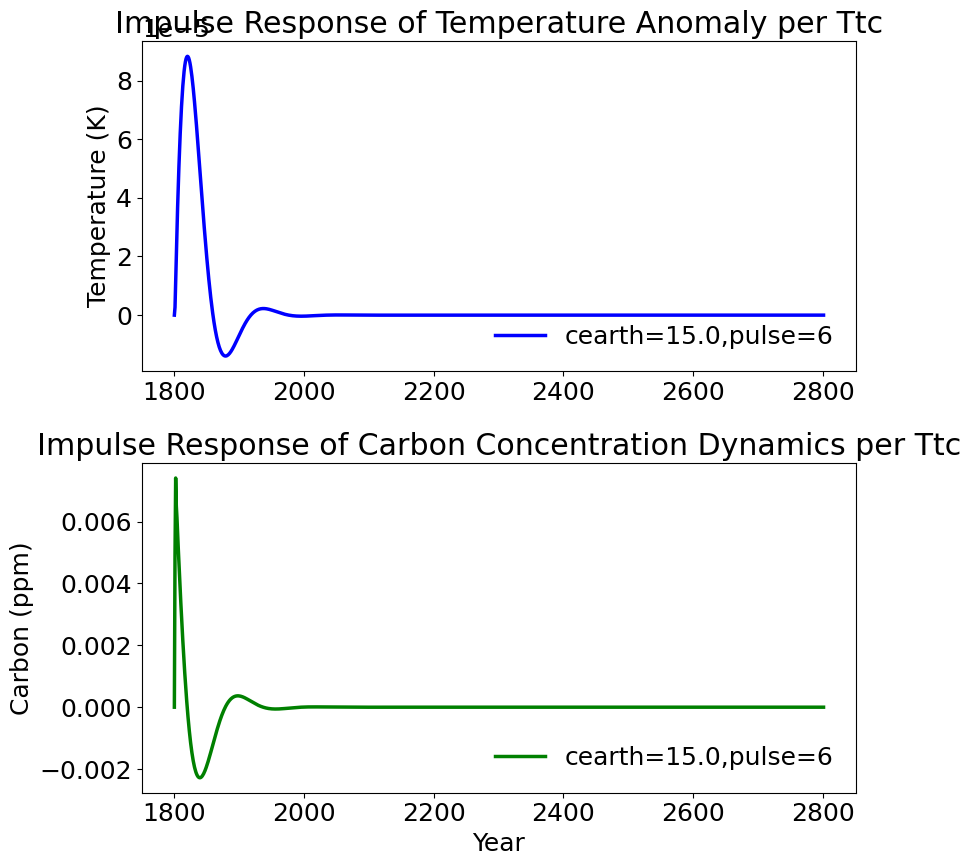 Impulse Response of Temperature Anomaly per Ttc
1e−5
8
6
4
2
0
Temperature (K)
cearth=15.0,pulse=6
1800 2000 2200 2400 2600 2800
Impulse Response of Carbon Concentration Dynamics per Ttc
0.006
0.004
0.002
0.000
−0.002
Carbon (ppm)
cearth=15.0,pulse=6
1800 2000 2200 2400 2600 2800
Year